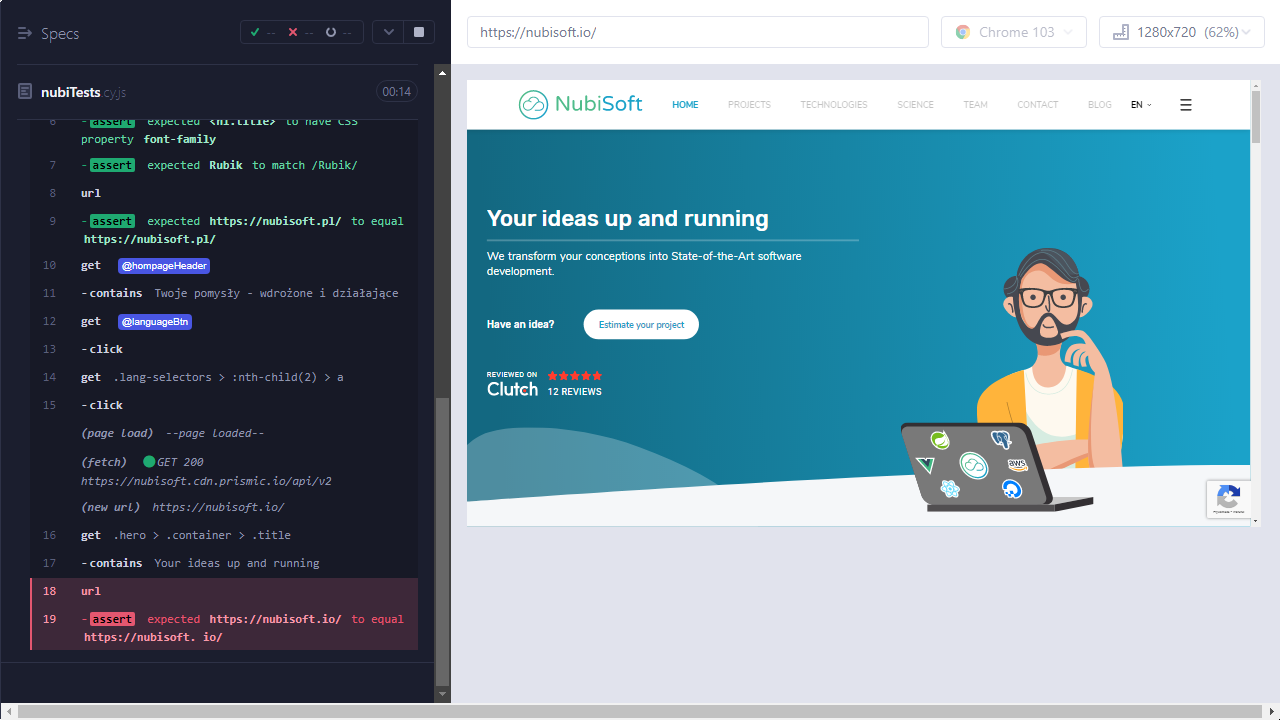 Specs
-- -- --
nubiTests cy.js 00:14
6 - assert expected <h1.title> to have CSS
property font-family
7 - assert expected Rubik to match /Rubik/
8 url
9 - assert expected https://nubisoft.pl/ to equal
https://nubisoft.pl/
10 get @hompageHeader
11 -contains Twoje pomysły - wdrożone i działające
12 get @languageBtn
13 -click
14 get .lang-selectors > :nth-child(2) > a
15 -click
(page load) --page loaded--
(fetch) GET 200
https://nubisoft.cdn.prismic.io/api/v2
(new url) https://nubisoft.io/
16 get .hero > .container > .title
17 -contains Your ideas up and running
18 url
19 - assert expected https://nubisoft.io/ to equal
https://nubisoft. io/
https://nubisoft.io/ Chrome 103 1280x720 (62%)
NubiSoft HOME PROJECTS TECHNOLOGIES SCIENCE TEAM CONTACT BLOG EN
Your ideas up and running
We transform your conceptions into State-of-the-Art software
development.
Have an idea? Estimate your project
REVIEWED ON
Clutch 12 REVIEWS
aws